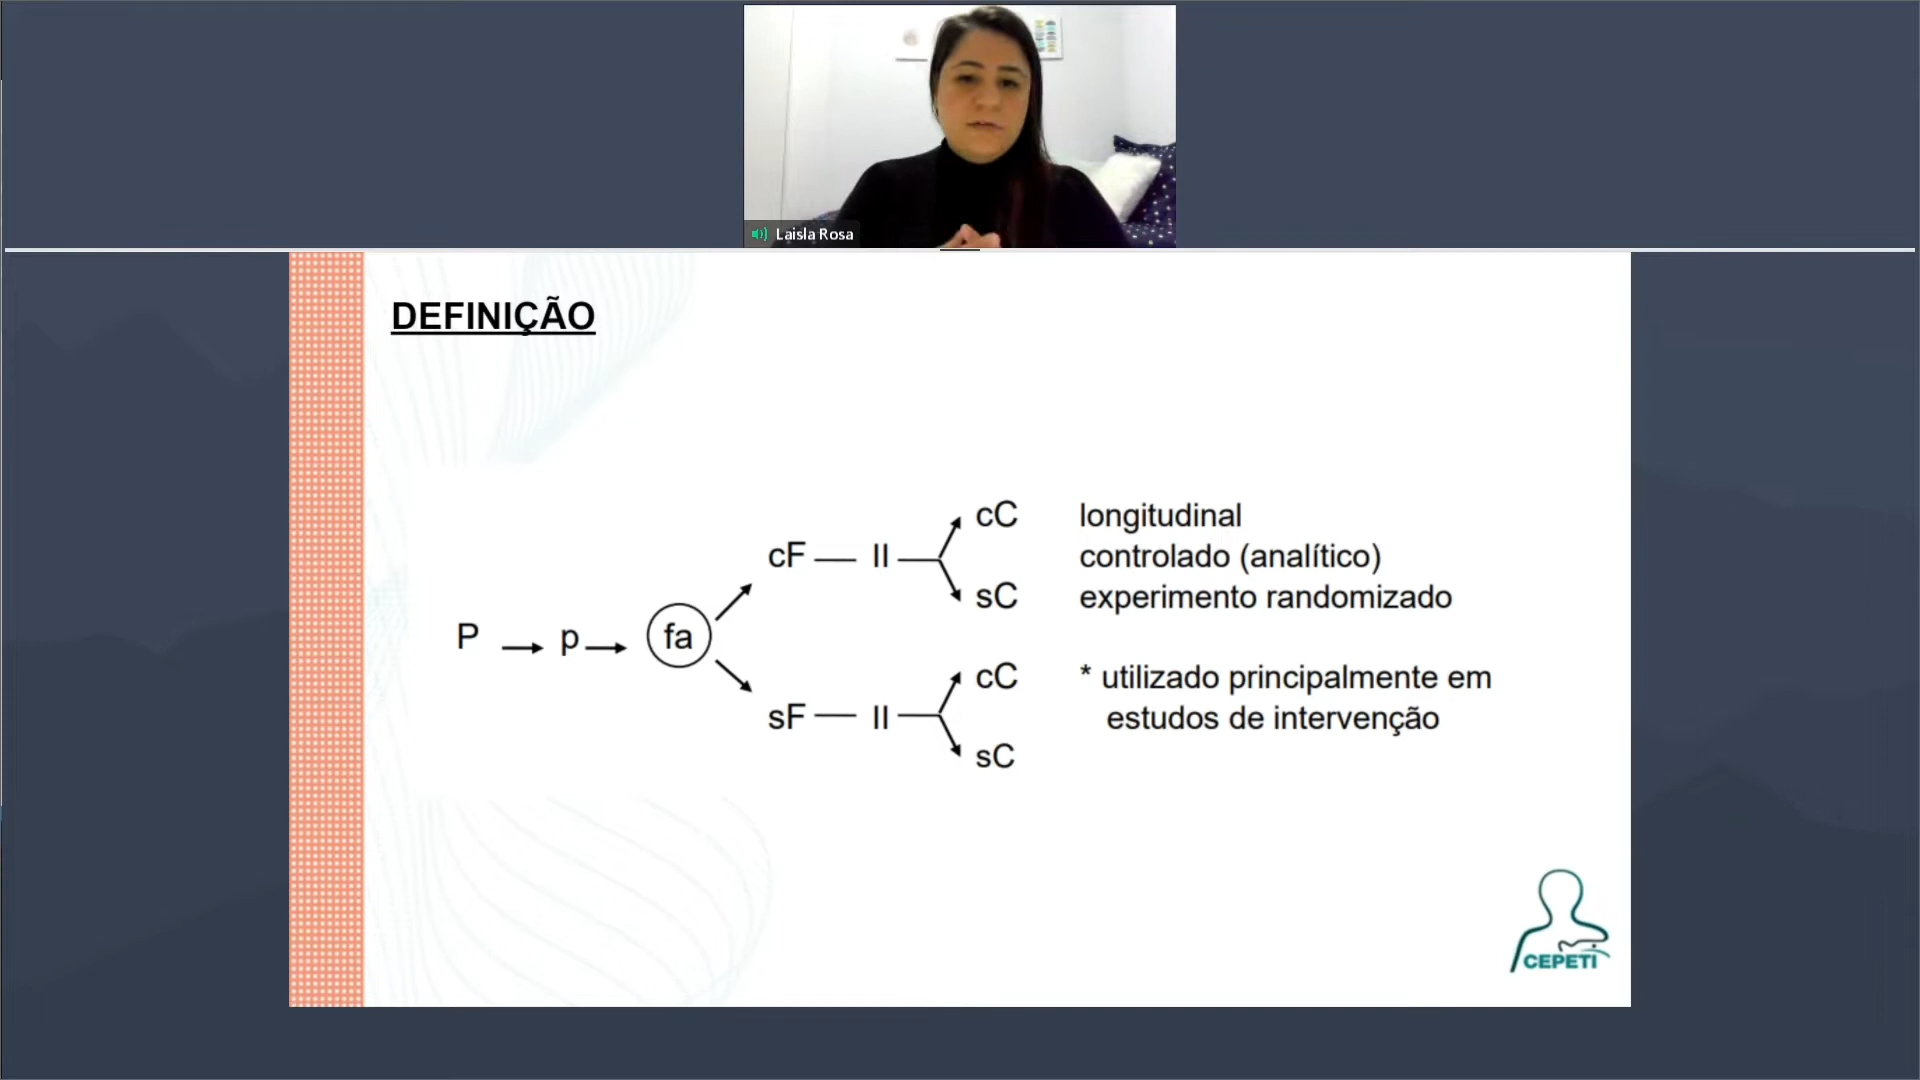 Laisla Rosa
DEFINIÇÃO
cC
longitudinal
cF
II
controlado (analítico)
sC
experimento randomizado
P
p
fa
cC
* utilizado principalmente em
sF
II
estudos de intervenção
sC
CEPETI